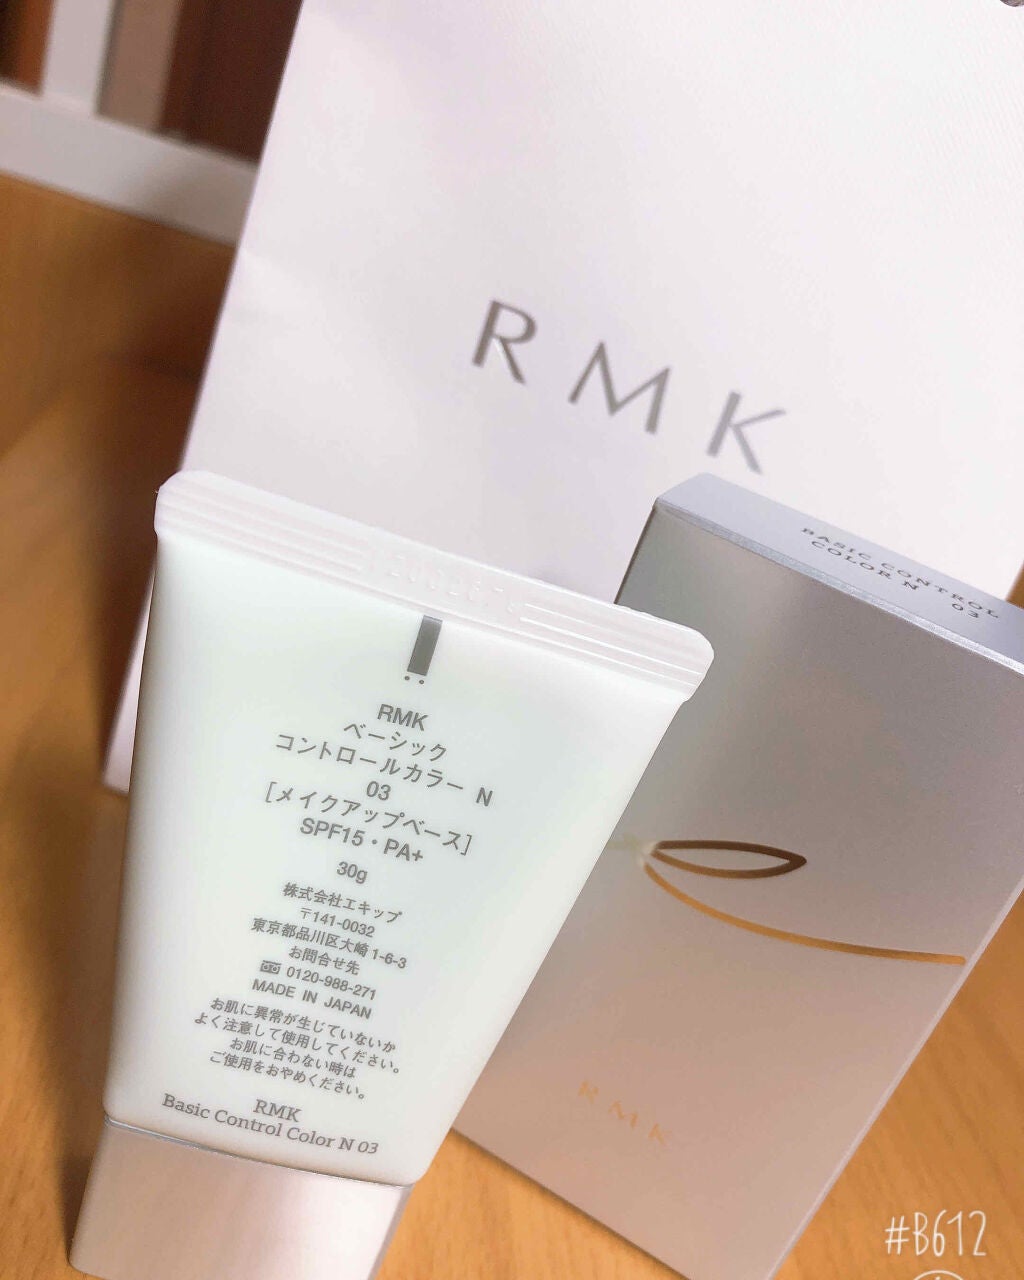 RMK
BASIC CONTROL
COLOR N 03
RMK
ベーシック
コントロールカラー N
03
[メイクアップベース]
SPF15・PA+
30g
株式会社エキップ
〒141-0032
東京都品川区大崎 1-6-3
お問合せ先
0120-988-271
MADE IN JAPAN
お肌に異常が生じていないか
よく注意して使用してください。
お肌に合わない時は
ご使用をおやめください。
RMK
Basic Control Color N 03
RMK
#B612